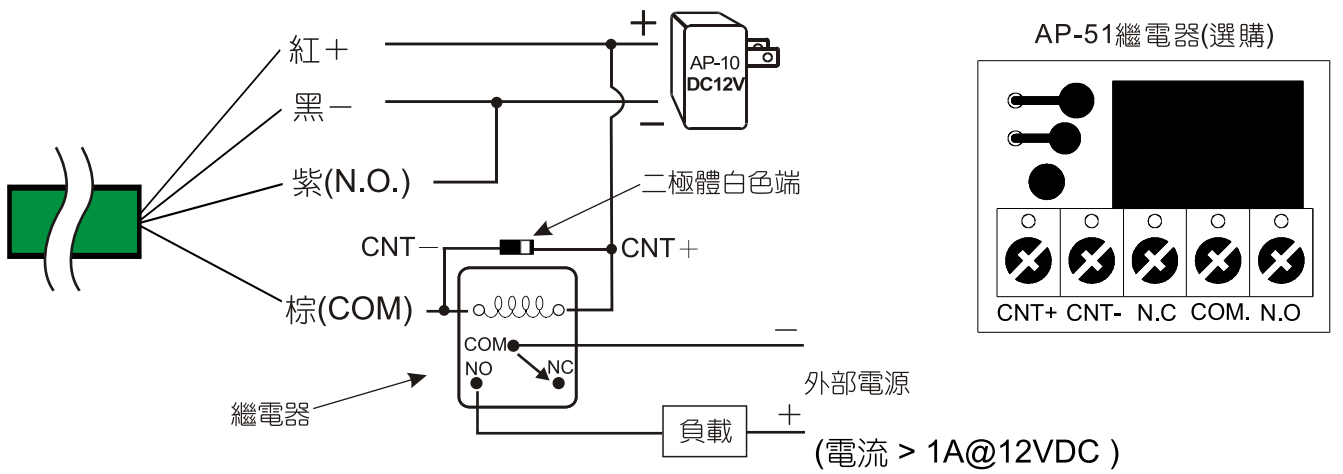 紅＋
＋
AP-10
DC12V
－
黑－
紫(N.O.)
二極體白色端
CNT－
CNT＋
棕(COM)
COM
NO
NC
－
外部電源
繼電器
負載
＋
(電流 > 1A@12VDC )
AP-51繼電器(選購)
CNT+ CNT- N.C COM. N.O